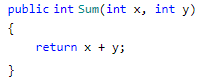 public int Sum(int x, int y)
{
    return x + y;
}